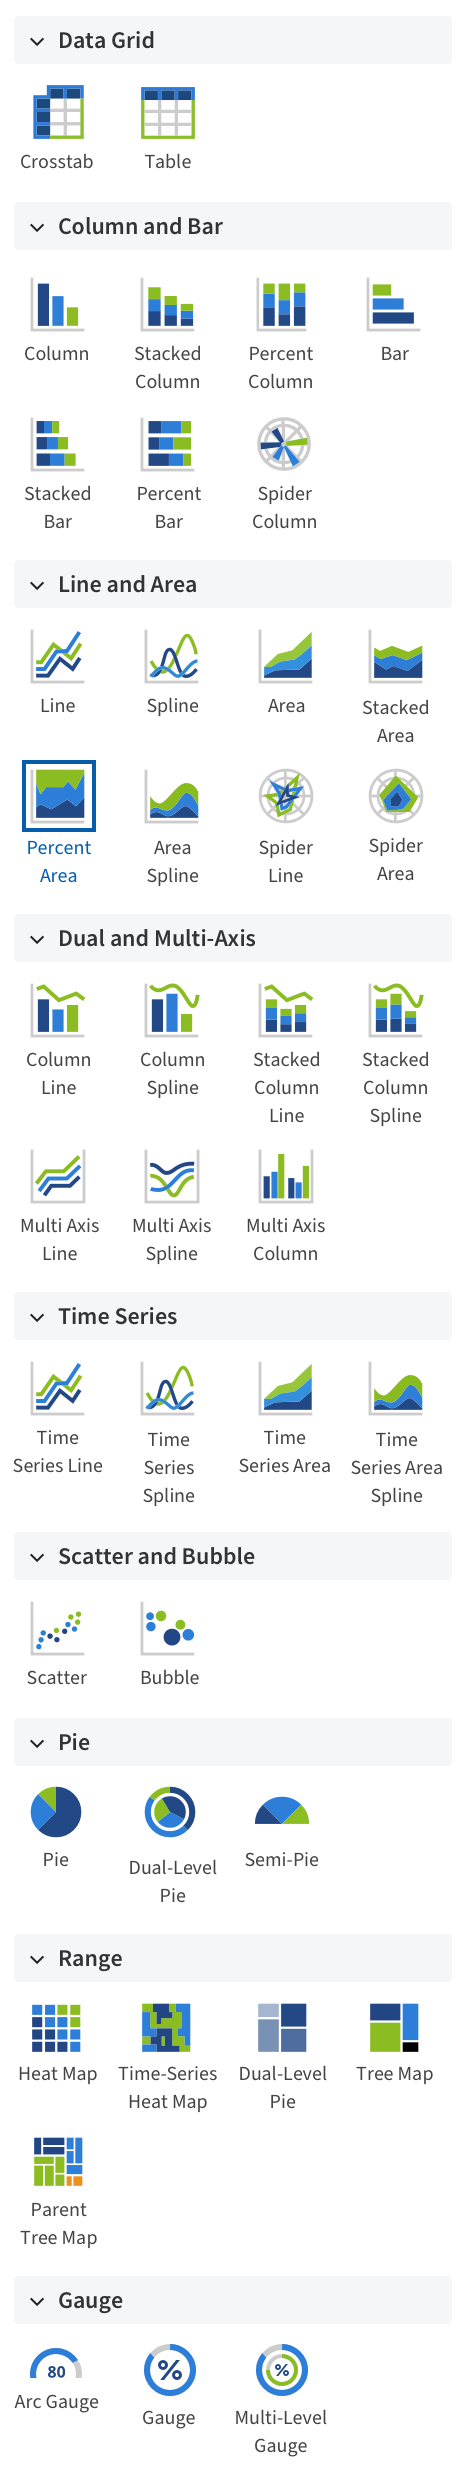 Data Grid
Crosstab
Table
Column and Bar
Column
Stacked
Column
Percent
Column
Bar
Stacked
Bar
Percent
Bar
Spider
Column
Line and Area
Line
Spline
Area
Stacked
Area
Percent
Area
Area
Spline
Spider
Line
Spider
Area
Dual and Multi-Axis
Column
Line
Column
Spline
Stacked
Column
Line
Stacked
Column
Spline
Multi Axis
Line
Multi Axis
Spline
Multi Axis
Column
Time Series
Time
Series Line
Time
Series
Spline
Time
Series Area
Time
Series Area
Spline
Scatter and Bubble
Scatter
Bubble
Pie
Pie
Dual-Level
Pie
Semi-Pie
Range
Heat Map
Time-Series
Heat Map
Dual-Level
Pie
Tree Map
Parent
Tree Map
Gauge
80
Arc Gauge
%
Gauge
%
Multi-Level
Gauge